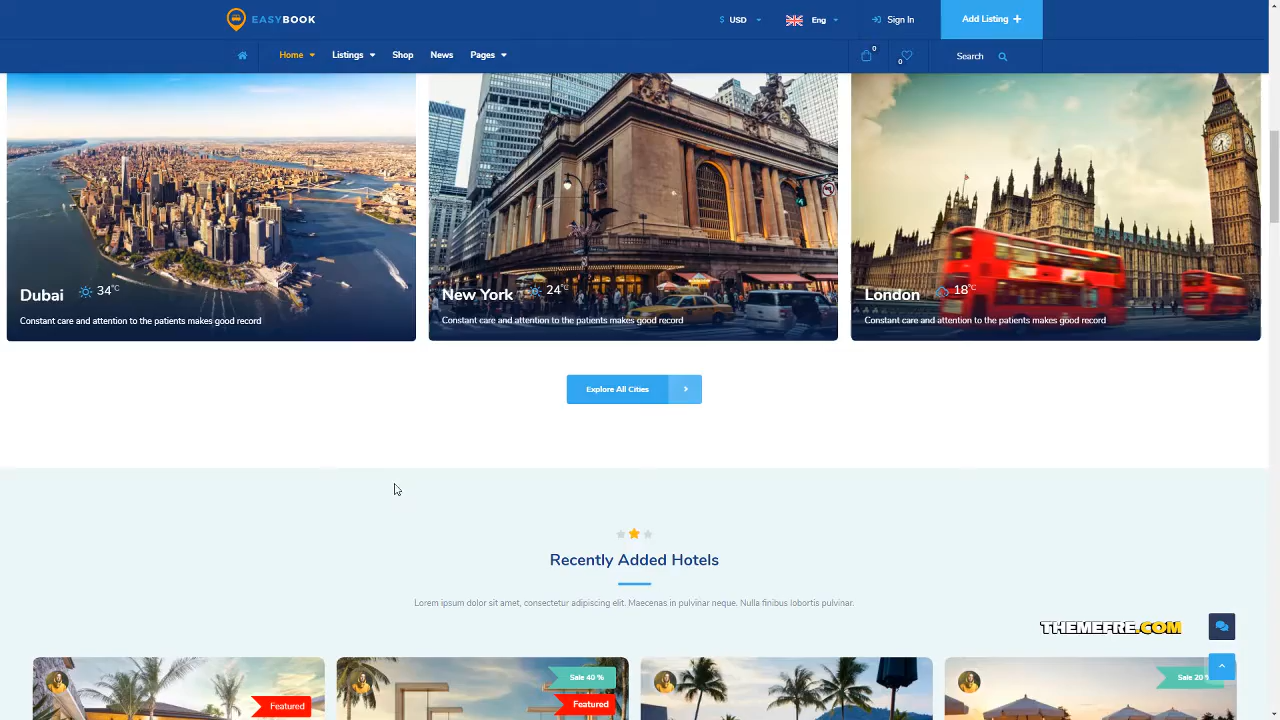 EASYBOOK
$ USD
Eng
Sign In
Add Listing +
Home
Listings
Shop
News
Pages
0
0
Search
Dubai 34°C
Constant care and attention to the patients makes good record
New York 24°C
Constant care and attention to the patients makes good record
London 18°C
Constant care and attention to the patients makes good record
Explore All Cities
Recently Added Hotels
Lorem ipsum dolor sit amet, consectetur adipiscing elit. Maecenas in pulvinar neque. Nulla finibus lobortis pulvinar.
THEMEFRE.COM
Sale 40 %
Sale 20 %
Featured
Featured